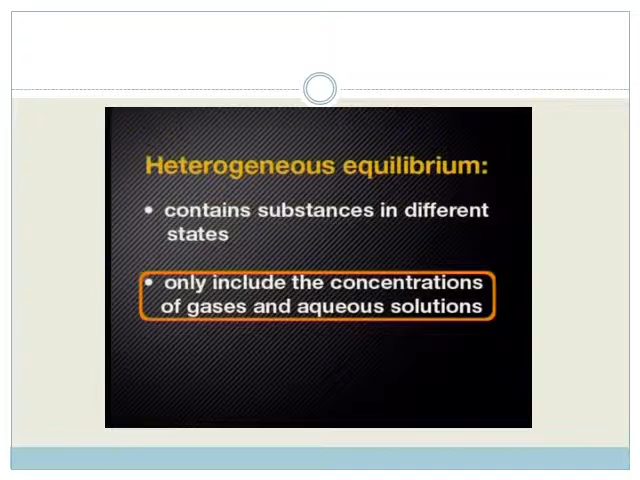 Heterogeneous equilibrium:
• contains substances in different
states
• only include the concentrations
of gases and aqueous solutions